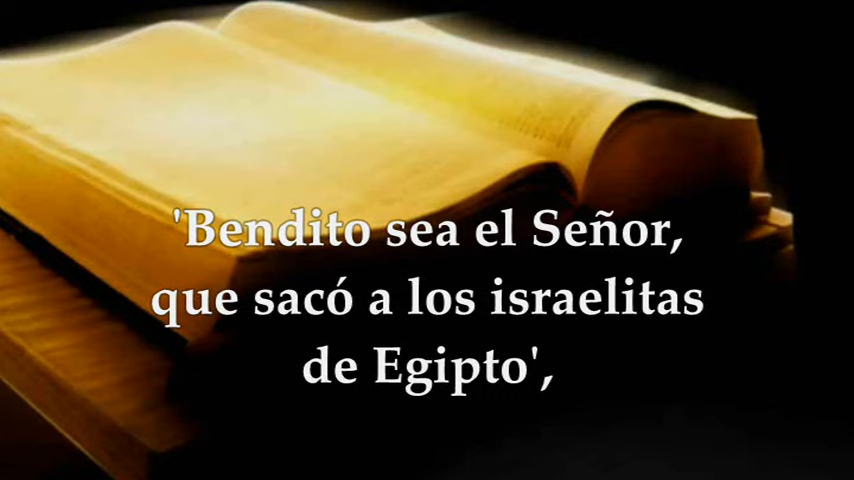 'Bendito sea el Señor,
que sacó a los israelitas
de Egipto',